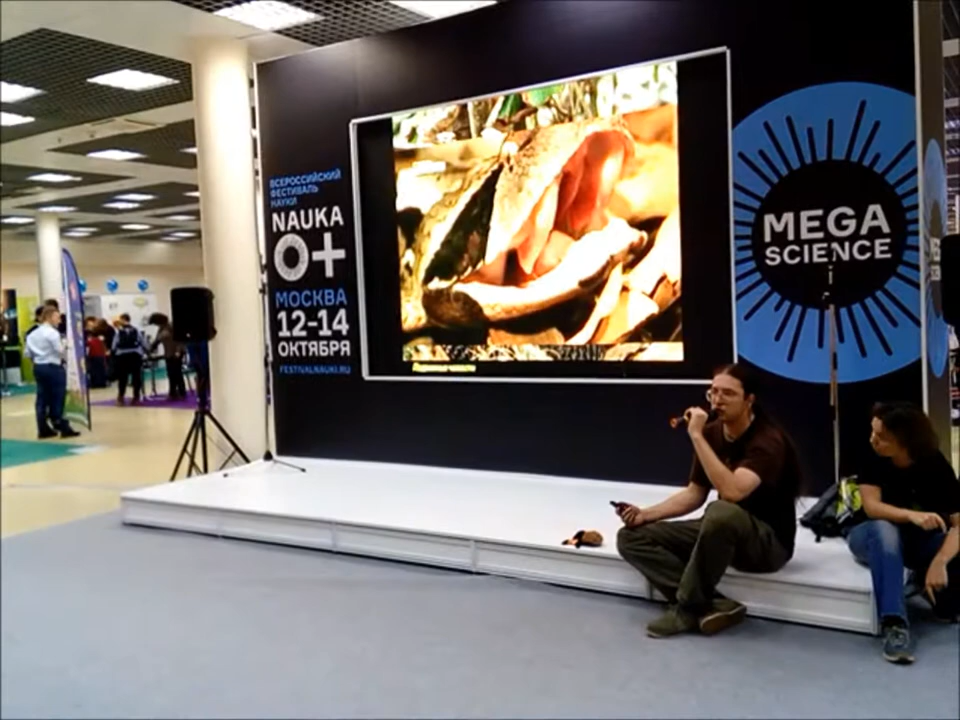 ВСЕРОССИЙСКИЙ
ФЕСТИВАЛЬ
НАУКИ
NAUKA
0+
МОСКВА
12–14
ОКТЯБРЯ
FESTIVALNAUKI.RU
MEGA
SCIENCE